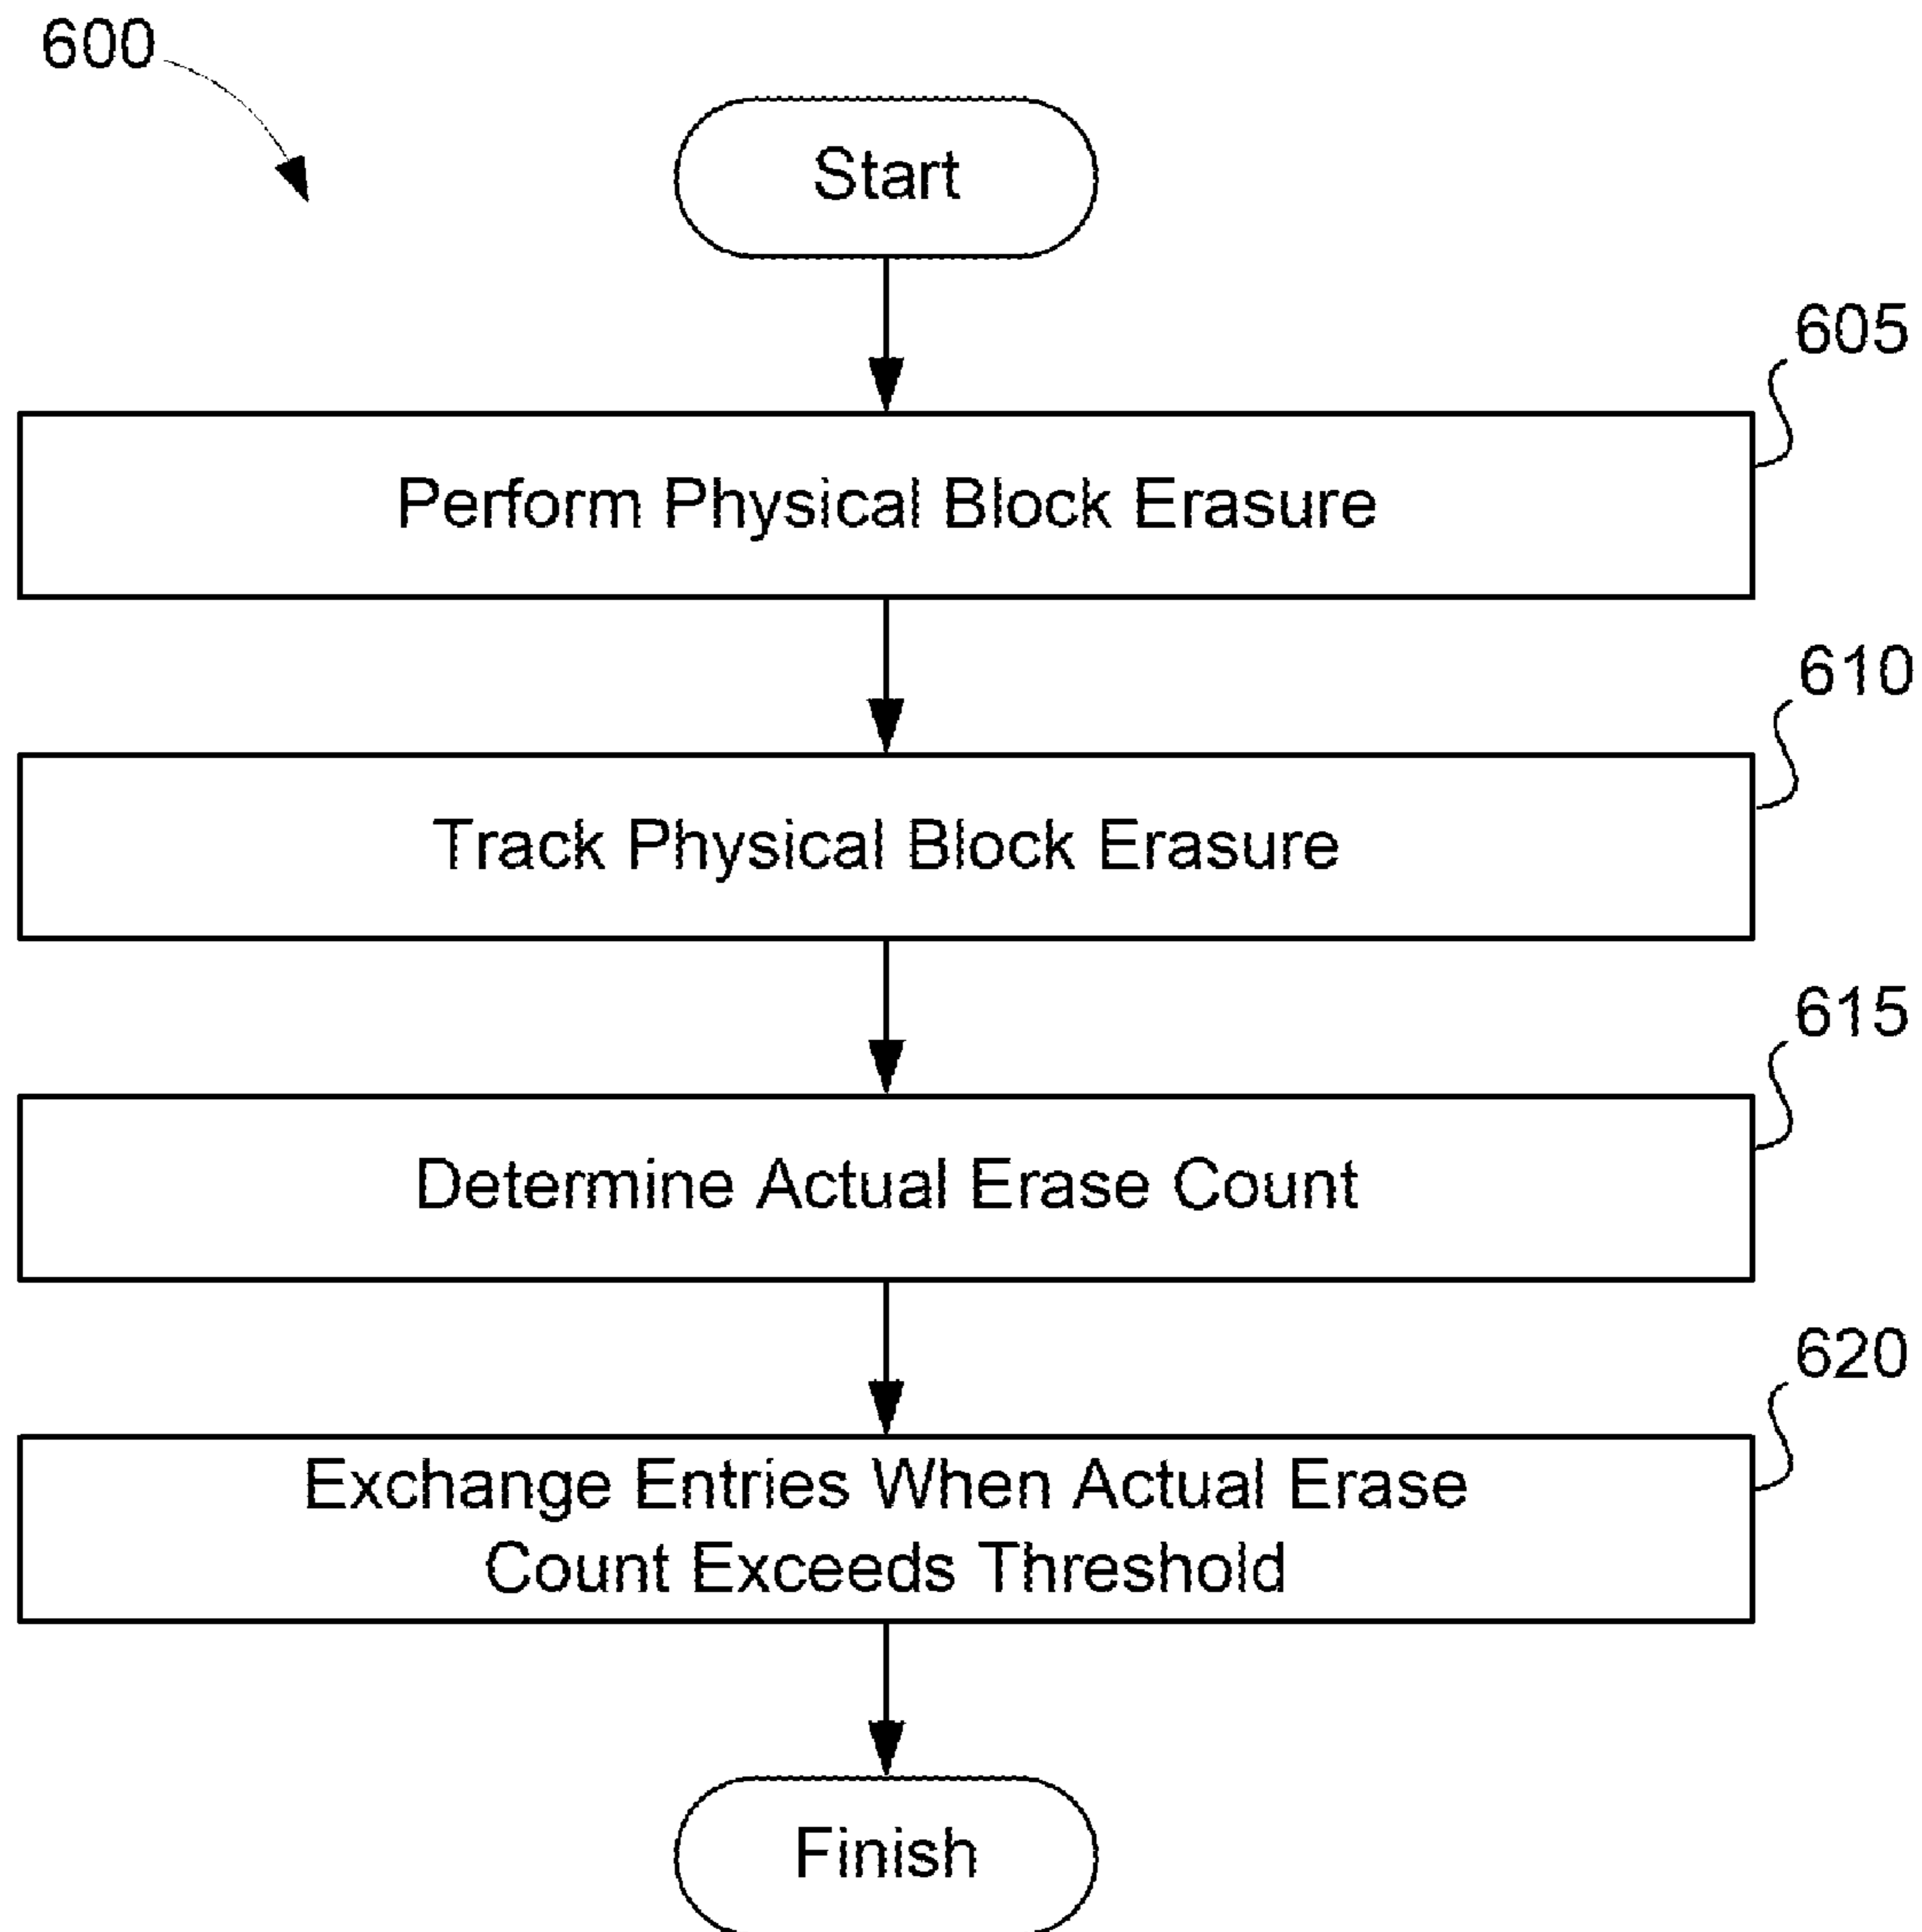 600
Start
605
Perform Physical Block Erasure
610
Track Physical Block Erasure
615
Determine Actual Erase Count
620
Exchange Entries When Actual Erase
Count Exceeds Threshold
Finish